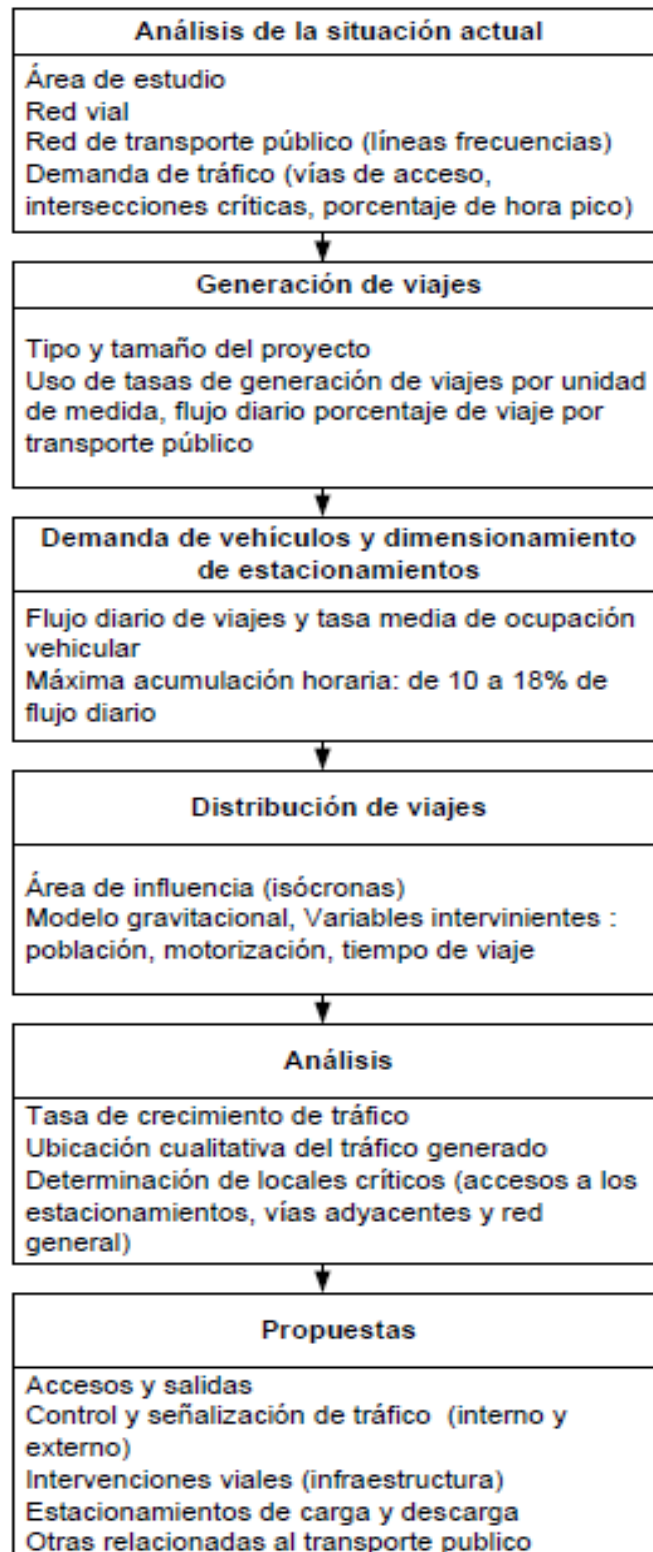 Análisis de la situación actual
Área de estudio
Red vial
Red de transporte público (líneas frecuencias)
Demanda de tráfico (vías de acceso,
intersecciones críticas, porcentaje de hora pico)
Generación de viajes
Tipo y tamaño del proyecto
Uso de tasas de generación de viajes por unidad
de medida, flujo diario porcentaje de viaje por
transporte público
Demanda de vehículos y dimensionamiento
de estacionamientos
Flujo diario de viajes y tasa media de ocupación
vehicular
Máxima acumulación horaria: de 10 a 18% de
flujo diario
Distribución de viajes
Área de influencia (isócronas)
Modelo gravitacional, Variables intervinientes :
población, motorización, tiempo de viaje
Análisis
Tasa de crecimiento de tráfico
Ubicación cualitativa del tráfico generado
Determinación de locales críticos (accesos a los
estacionamientos, vías adyacentes y red
general)
Propuestas
Accesos y salidas
Control y señalización de tráfico (interno y
externo)
Intervenciones viales (infraestructura)
Estacionamientos de carga y descarga
Otras relacionadas al transporte publico